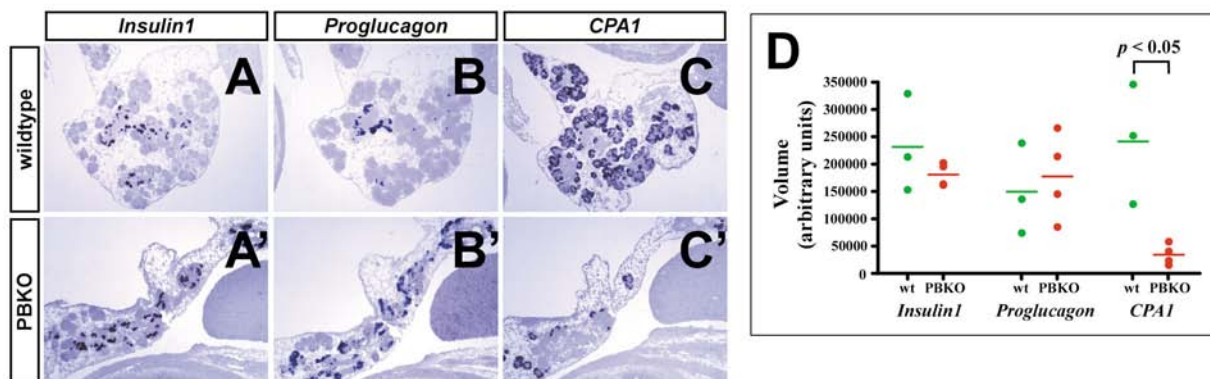 Insulin1 Proglucagon CPA1
wildtype
A B C
PBKO
A' B' C'
D
p < 0.05
Volume
(arbitrary units)
350000
300000
250000
200000
150000
100000
50000
0
wt PBKO wt PBKO wt PBKO
Insulin1 Proglucagon CPA1